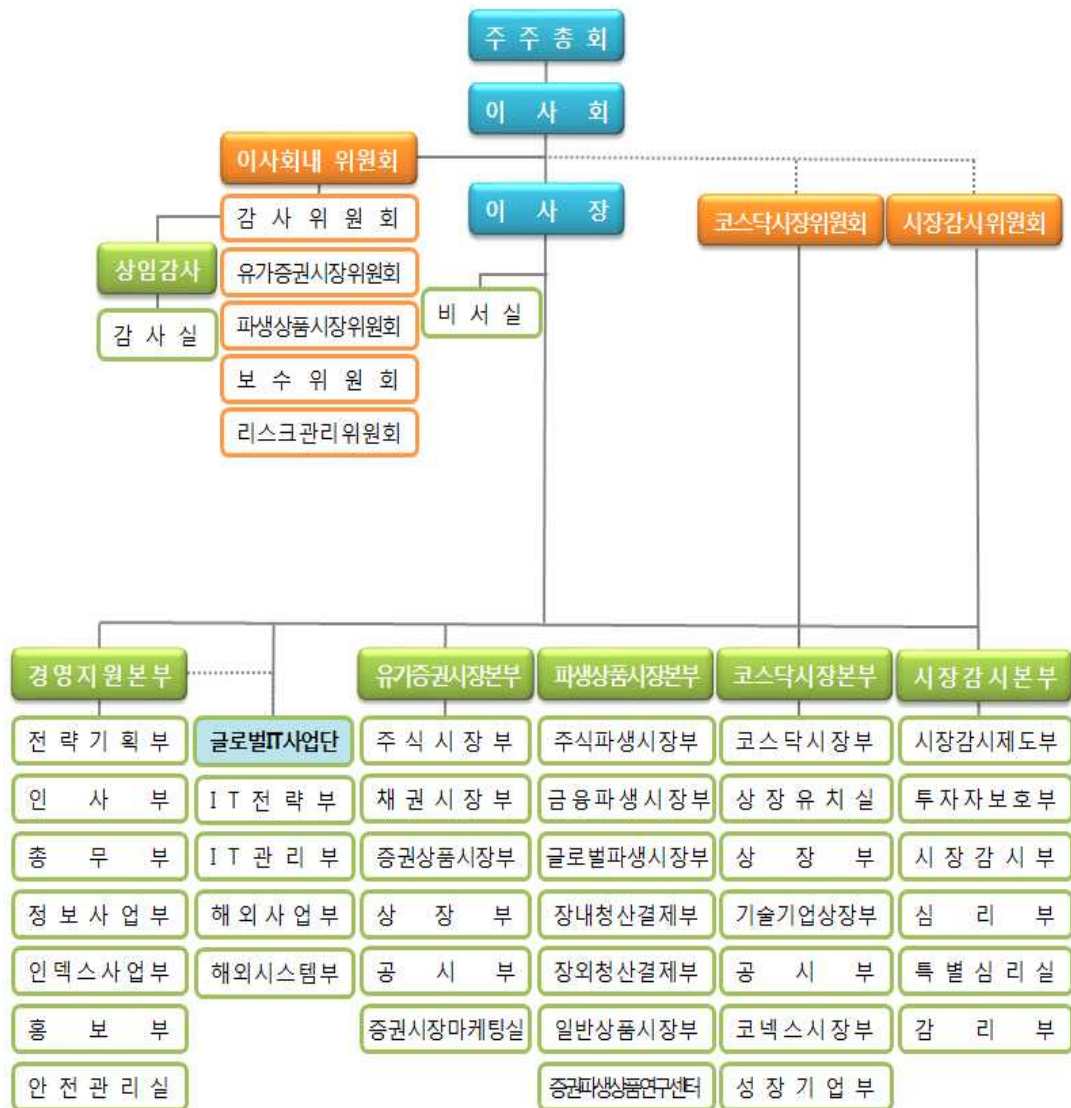 주주총회
이사회
이사회내 위원회
이사장
코스닥시장위원회
시장감시위원회
감사위원회
상임감사
유가증권시장위원회
비서실
감사실
파생상품시장위원회
보수위원회
리스크관리위원회
경영지원본부
전략기획부
인사부
총무부
정보사업부
인덱스사업부
홍보부
안전관리실
글로벌IT사업단
IT전략부
IT관리부
해외사업부
해외시스템부
유가증권시장본부
주식시장부
채권시장부
증권상품시장부
상장부
공시부
증권시장마케팅실
파생상품시장본부
주식파생시장부
금융파생시장부
글로벌파생시장부
장내청산결제부
장외청산결제부
일반상품시장부
증권파생상품연구센터
코스닥시장본부
코스닥시장부
상장유치실
상장부
기술기업상장부
공시부
코넥스시장부
성장기업부
시장감시본부
시장감시제도부
투자자보호부
시장감시부
심리부
특별심리실
감리부